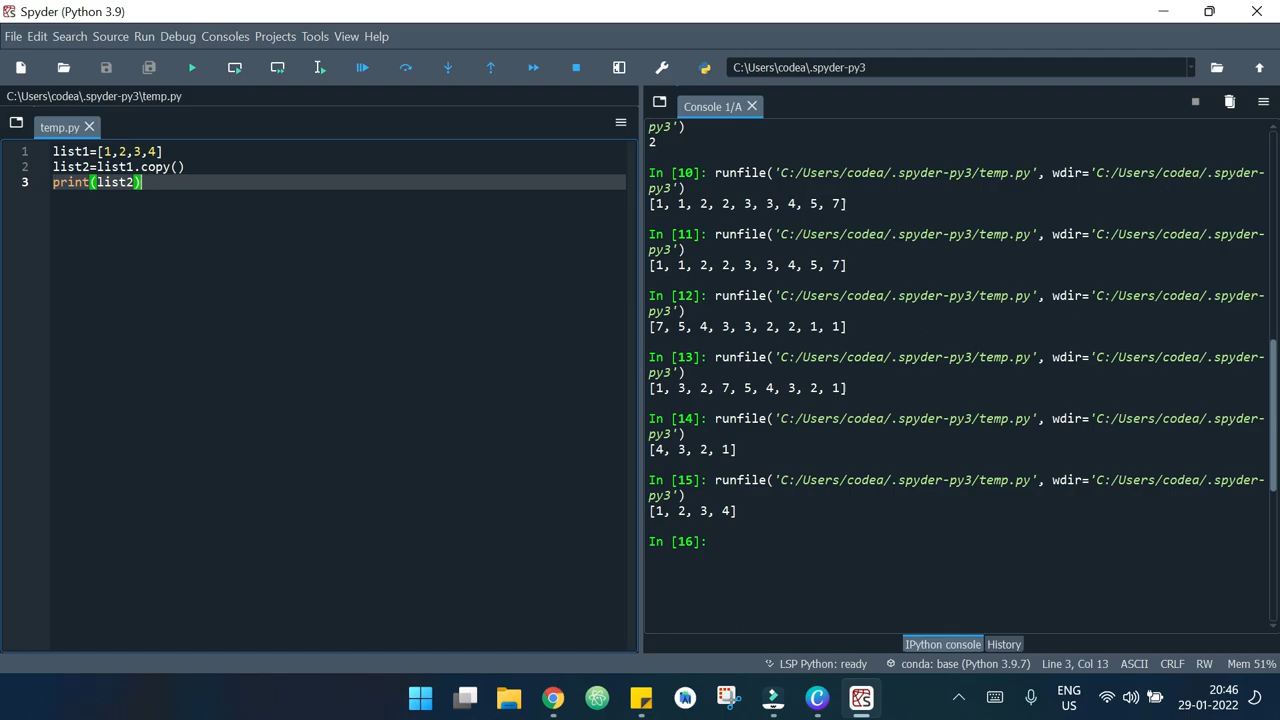 Spyder (Python 3.9)
File Edit Search Source Run Debug Consoles Projects Tools View Help
C:\Users\codea\.spyder-py3
C:\Users\codea\.spyder-py3\temp.py
temp.py
1 list1=[1,2,3,4]
2 list2=list1.copy()
3 print(list2)
Console 1/A
py3')
2
In [10]: runfile('C:/Users/codea/.spyder-py3/temp.py', wdir='C:/Users/codea/.spyder-
py3')
[1, 1, 2, 2, 3, 3, 4, 5, 7]
In [11]: runfile('C:/Users/codea/.spyder-py3/temp.py', wdir='C:/Users/codea/.spyder-
py3')
[1, 1, 2, 2, 3, 3, 4, 5, 7]
In [12]: runfile('C:/Users/codea/.spyder-py3/temp.py', wdir='C:/Users/codea/.spyder-
py3')
[7, 5, 4, 3, 3, 2, 2, 1, 1]
In [13]: runfile('C:/Users/codea/.spyder-py3/temp.py', wdir='C:/Users/codea/.spyder-
py3')
[1, 3, 2, 7, 5, 4, 3, 2, 1]
In [14]: runfile('C:/Users/codea/.spyder-py3/temp.py', wdir='C:/Users/codea/.spyder-
py3')
[4, 3, 2, 1]
In [15]: runfile('C:/Users/codea/.spyder-py3/temp.py', wdir='C:/Users/codea/.spyder-
py3')
[1, 2, 3, 4]
In [16]:
IPython console History
LSP Python: ready conda: base (Python 3.9.7) Line 3, Col 13 ASCII CRLF RW Mem 51%
ENG
US
20:46
29-01-2022